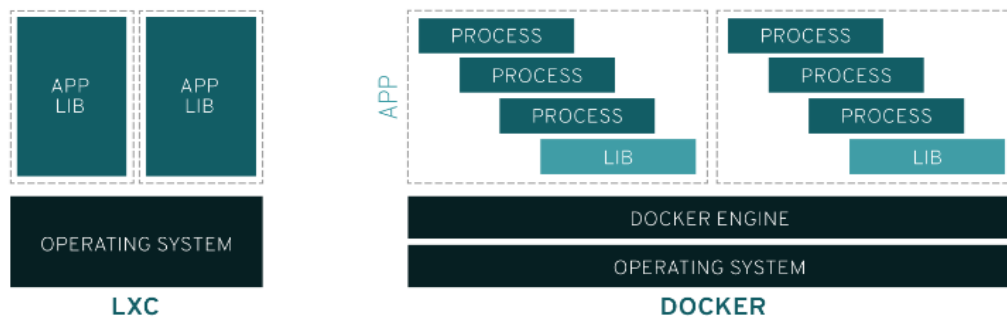 APP
LIB
APP
LIB
OPERATING SYSTEM
LXC
APP
PROCESS
PROCESS
PROCESS
LIB
PROCESS
PROCESS
PROCESS
LIB
DOCKER ENGINE
OPERATING SYSTEM
DOCKER